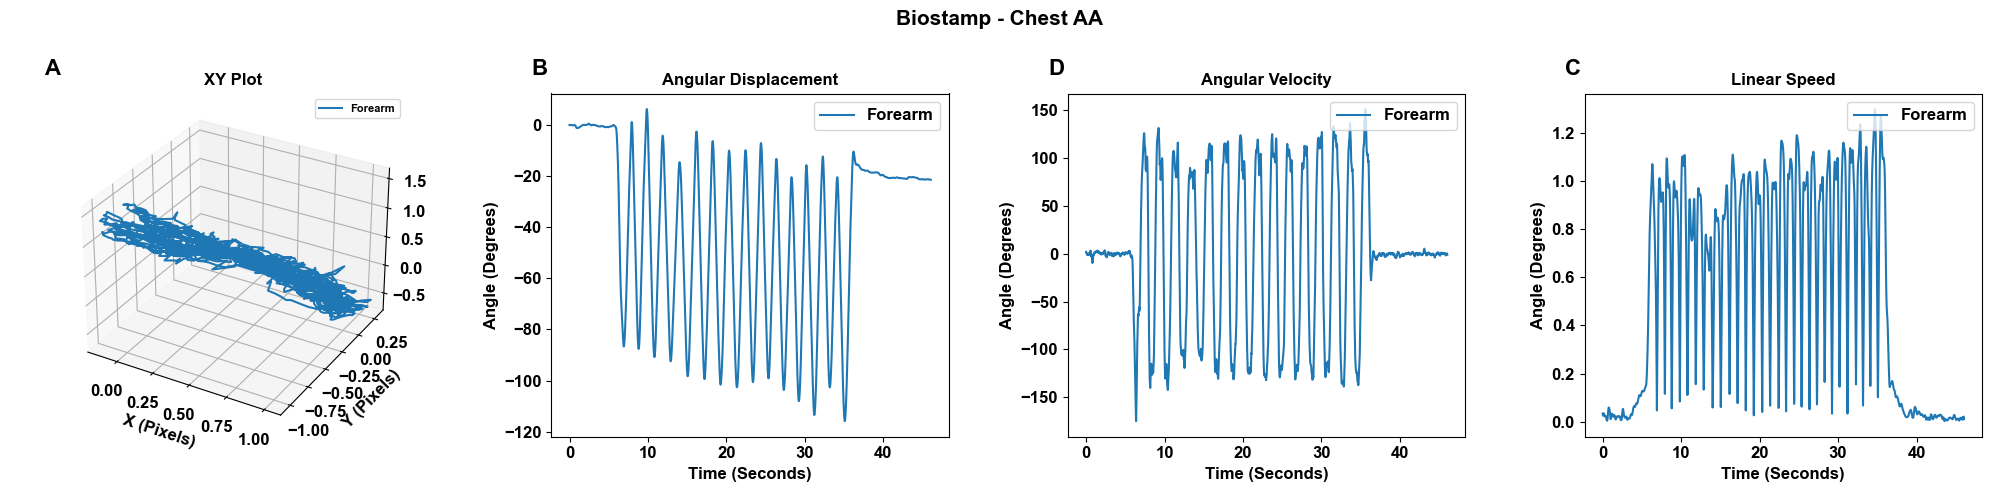 Biostamp - Chest AA
A
XY Plot
Forearm
1.5
1.0
0.5
0.0
−0.5
0.00
0.25
0.50
0.75
1.00
X (Pixels)
0.25
0.00
−0.25
−0.50
−0.75
−1.00
Y (Pixels)
B
Angular Displacement
Forearm
0
−20
−40
−60
−80
−100
−120
Angle (Degrees)
0
10
20
30
40
Time (Seconds)
D
Angular Velocity
Forearm
150
100
50
0
−50
−100
−150
Angle (Degrees)
0
10
20
30
40
Time (Seconds)
C
Linear Speed
Forearm
1.2
1.0
0.8
0.6
0.4
0.2
0.0
Angle (Degrees)
0
10
20
30
40
Time (Seconds)